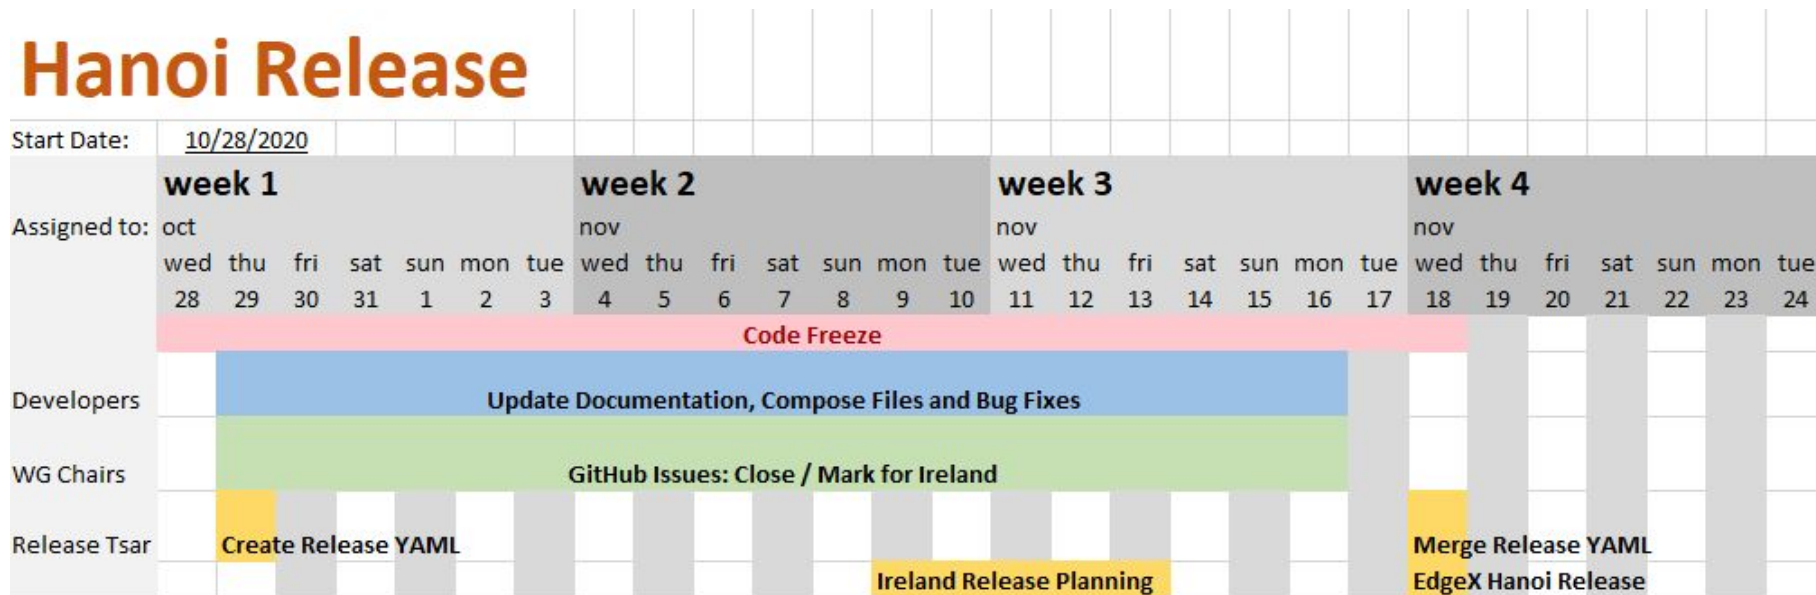 Hanoi Release
Start Date: 10/28/2020
week 1 week 2 week 3 week 4
Assigned to: oct nov nov nov
wed thu fri sat sun mon tue wed thu fri sat sun mon tue wed thu fri sat sun mon tue wed thu fri sat sun mon tue
28 29 30 31 1 2 3 4 5 6 7 8 9 10 11 12 13 14 15 16 17 18 19 20 21 22 23 24
Code Freeze
Developers Update Documentation, Compose Files and Bug Fixes
WG Chairs GitHub Issues: Close / Mark for Ireland
Release Tsar Create Release YAML Merge Release YAML
Ireland Release Planning EdgeX Hanoi Release